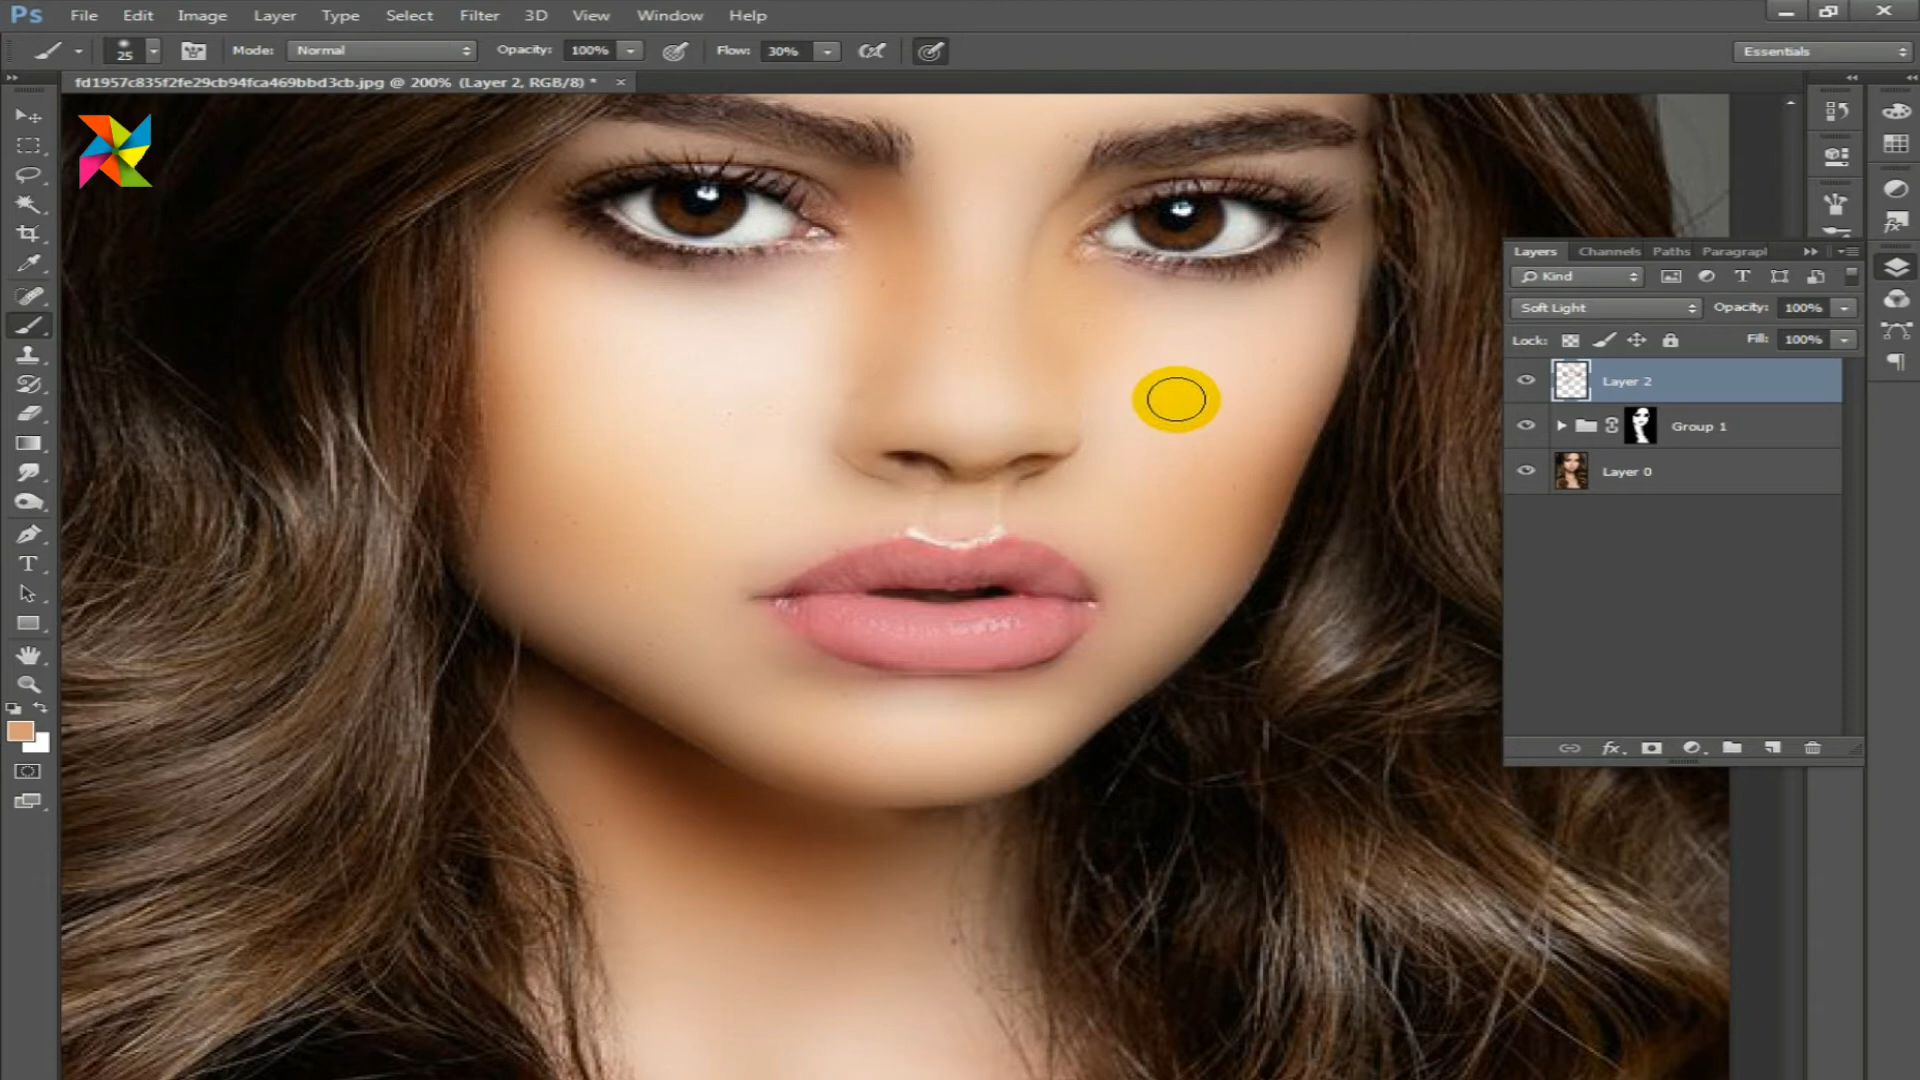 Ps File Edit Image Layer Type Select Filter 3D View Window Help
25 Mode: Normal Opacity: 100% Flow: 30% Essentials
fd1957c835f2fe29cb94fca469bbd3cb.jpg @ 200% (Layer 2, RGB/8) *
Layers Channels Paths Paragrapl
Kind
Soft Light Opacity: 100%
Lock: Fill: 100%
Layer 2
Group 1
Layer 0
fx